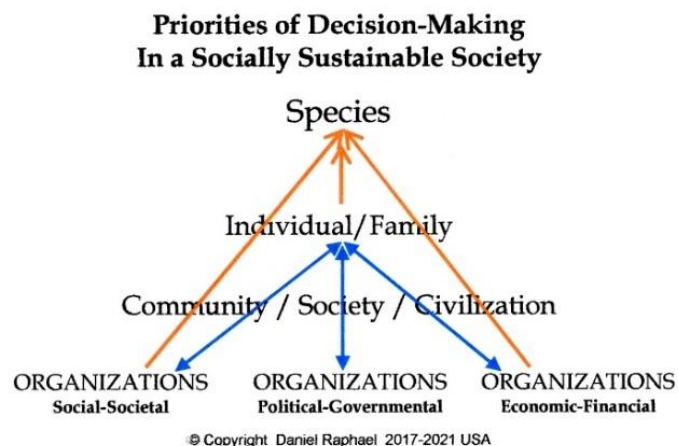 Priorities of Decision-Making
In a Socially Sustainable Society
Species
Individual/Family
Community / Society / Civilization
ORGANIZATIONS ORGANIZATIONS ORGANIZATIONS
Social-Societal Political-Governmental Economic-Financial
© Copyright Daniel Raphael 2017-2021 USA